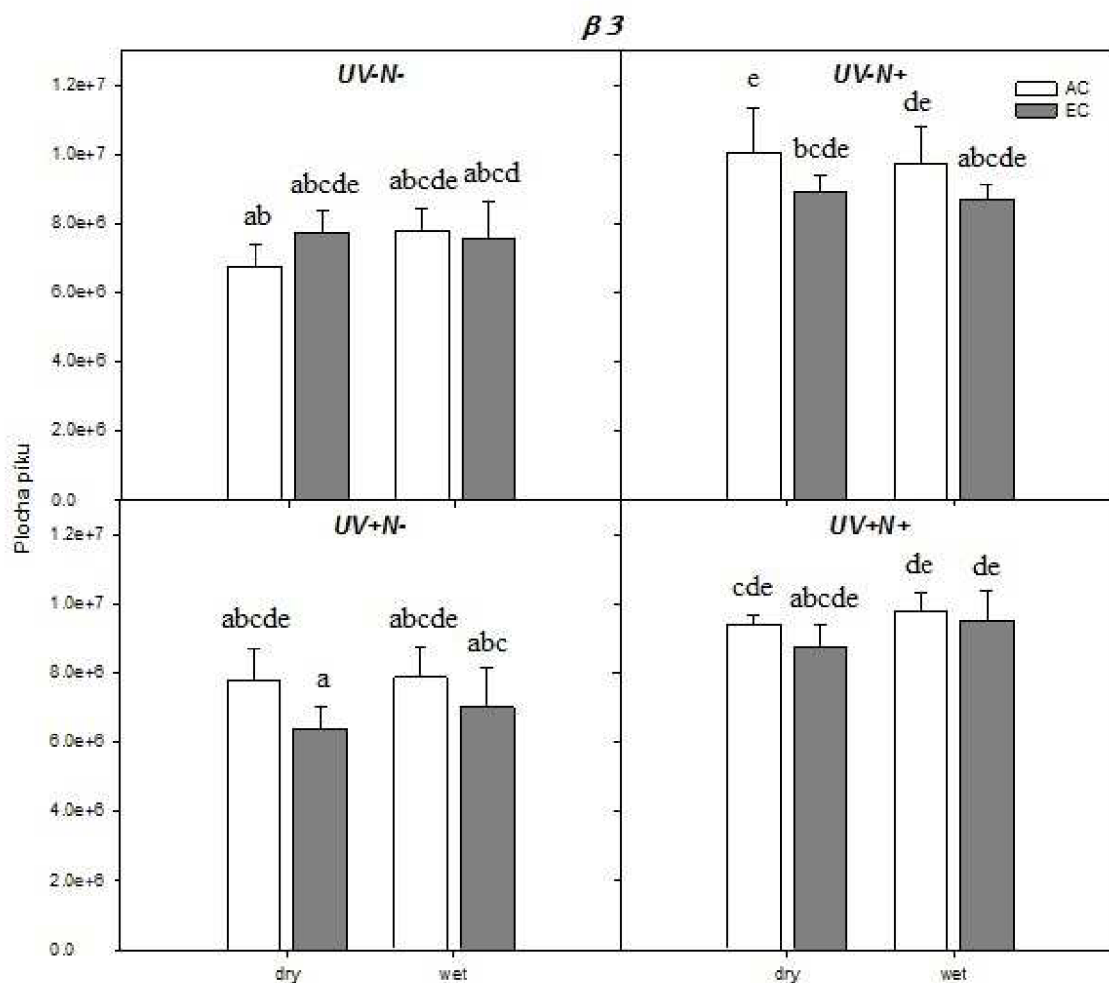 β 3
UV-N-
UV-N+
AC
EC
1.2e+7
1.0e+7
8.0e+6
6.0e+6
4.0e+6
2.0e+6
0.0
ab
abcde
abcde
abcd
e
bcde
de
abcde
Plocha píku
UV+N-
UV+N+
1.2e+7
1.0e+7
8.0e+6
6.0e+6
4.0e+6
2.0e+6
0.0
abcde
a
abcde
abc
cde
abcde
de
de
dry
wet
dry
wet